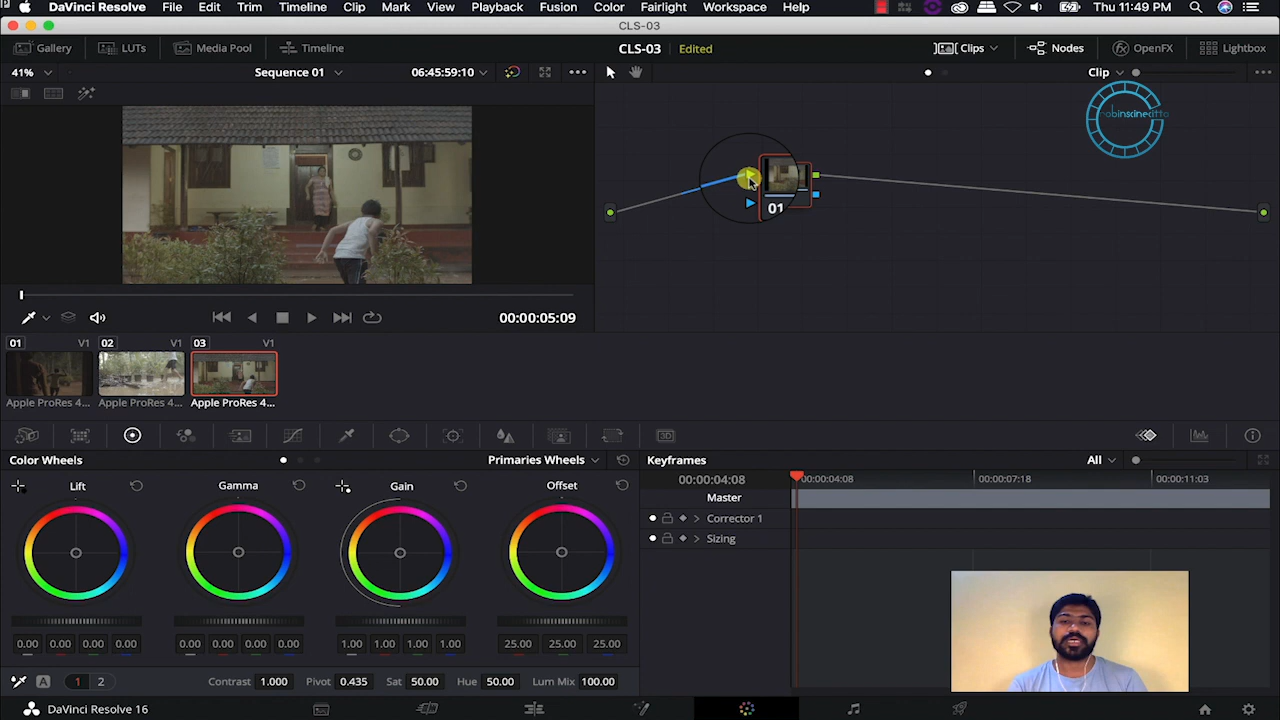 DaVinci Resolve File Edit Trim Timeline Clip Mark View Playback Fusion Color Fairlight Workspace Help Thu 11:49 PM
CLS-03
Gallery LUTs Media Pool Timeline CLS-03 Edited Clips Nodes OpenFX Lightbox
41% Sequence 01 06:45:59:10 Clip
robinscinecitta
01
00:00:05:09
01 V1 02 V1 03 V1
Apple ProRes 4... Apple ProRes 4... Apple ProRes 4...
3D
Color Wheels Primaries Wheels Keyframes All
Lift Gamma Gain Offset 00:00:04:08 00:00:04:08 00:00:07:18 00:00:11:03
Master
Corrector 1
Sizing
0.00 0.00 0.00 0.00 0.00 0.00 0.00 0.00 1.00 1.00 1.00 1.00 25.00 25.00 25.00
A 1 2 Contrast 1.000 Pivot 0.435 Sat 50.00 Hue 50.00 Lum Mix 100.00
DaVinci Resolve 16